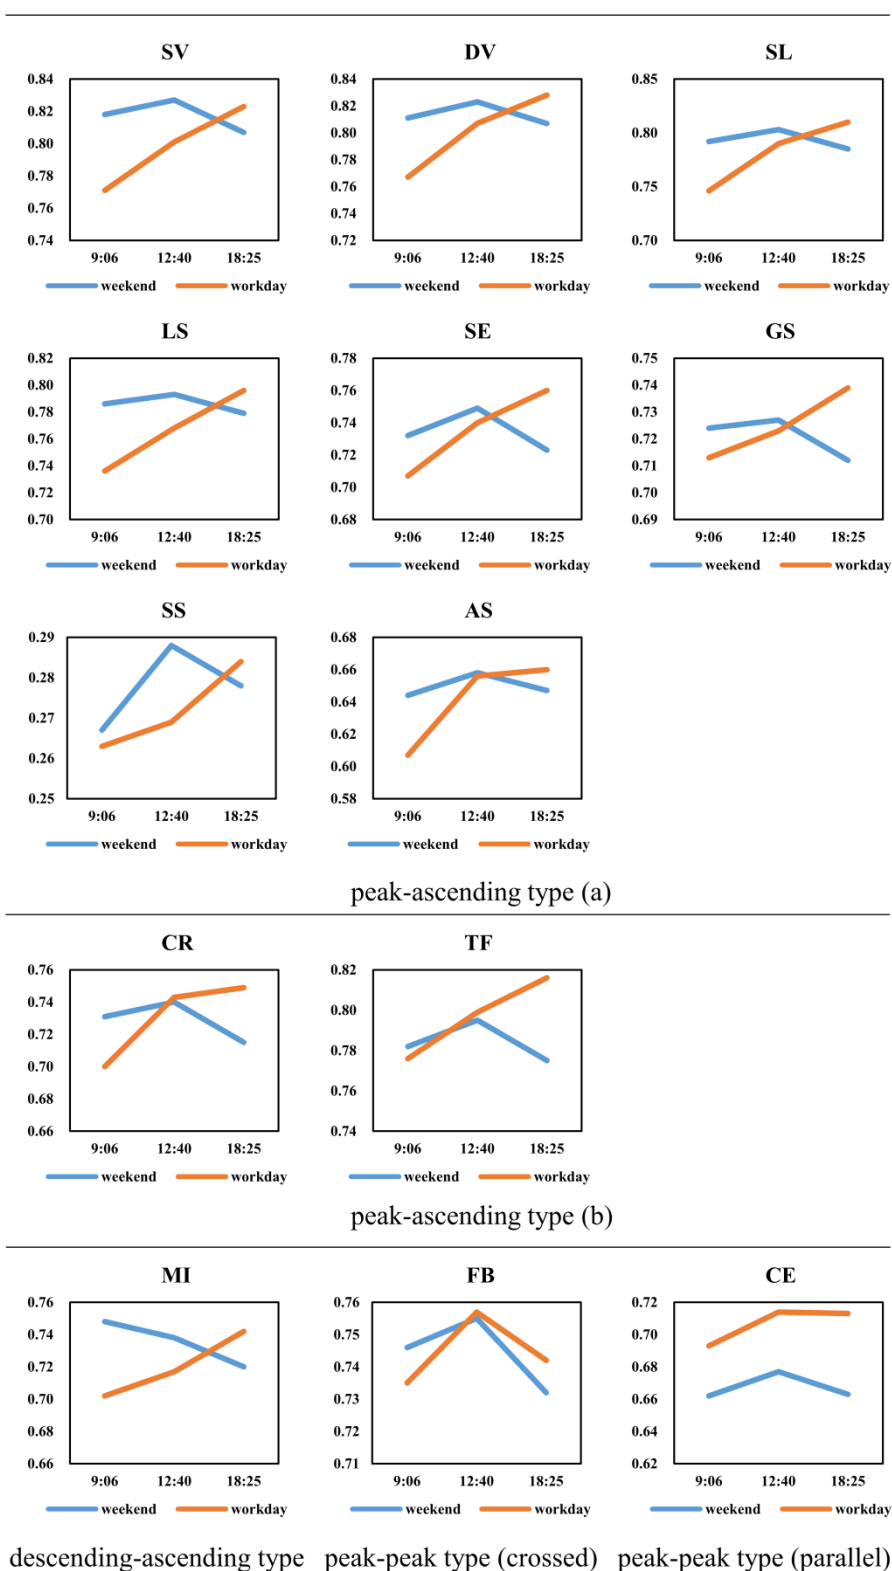 SV DV SL
0.84 0.84 0.85
0.82 0.82 0.80
0.80 0.80 0.75
0.78 0.78 0.70
0.76 0.76
0.74 0.74
0.72
9:06 12:40 18:25 9:06 12:40 18:25 9:06 12:40 18:25
weekend workday weekend workday weekend workday
LS SE GS
0.82 0.78 0.75
0.80 0.76 0.74
0.78 0.74 0.73
0.76 0.72 0.72
0.74 0.70 0.71
0.72 0.68 0.70
0.70 0.69
9:06 12:40 18:25 9:06 12:40 18:25 9:06 12:40 18:25
weekend workday weekend workday weekend workday
SS AS
0.29 0.68
0.28 0.66
0.27 0.64
0.26 0.62
0.25 0.60
0.58
9:06 12:40 18:25 9:06 12:40 18:25
weekend workday weekend workday
peak-ascending type (a)
CR TF
0.76 0.82
0.74 0.80
0.72 0.78
0.70 0.76
0.68 0.74
0.66
9:06 12:40 18:25 9:06 12:40 18:25
weekend workday weekend workday
peak-ascending type (b)
MI FB CE
0.76 0.76 0.72
0.74 0.75 0.70
0.72 0.74 0.68
0.70 0.73 0.66
0.68 0.72 0.64
0.66 0.71 0.62
9:06 12:40 18:25 9:06 12:40 18:25 9:06 12:40 18:25
weekend workday weekend workday weekend workday
descending-ascending type peak-peak type (crossed) peak-peak type (parallel)